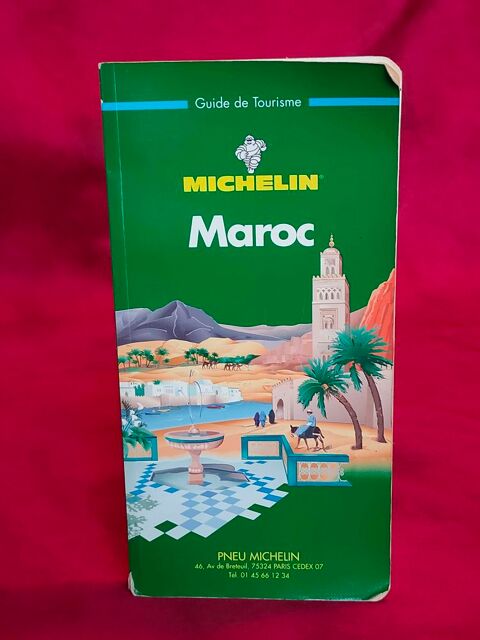 Guide de Tourisme
MICHELIN
Maroc
PNEU MICHELIN
46, Av de Breteuil, 75324 PARIS CEDEX 07
Tél. 01 45 66 12 34